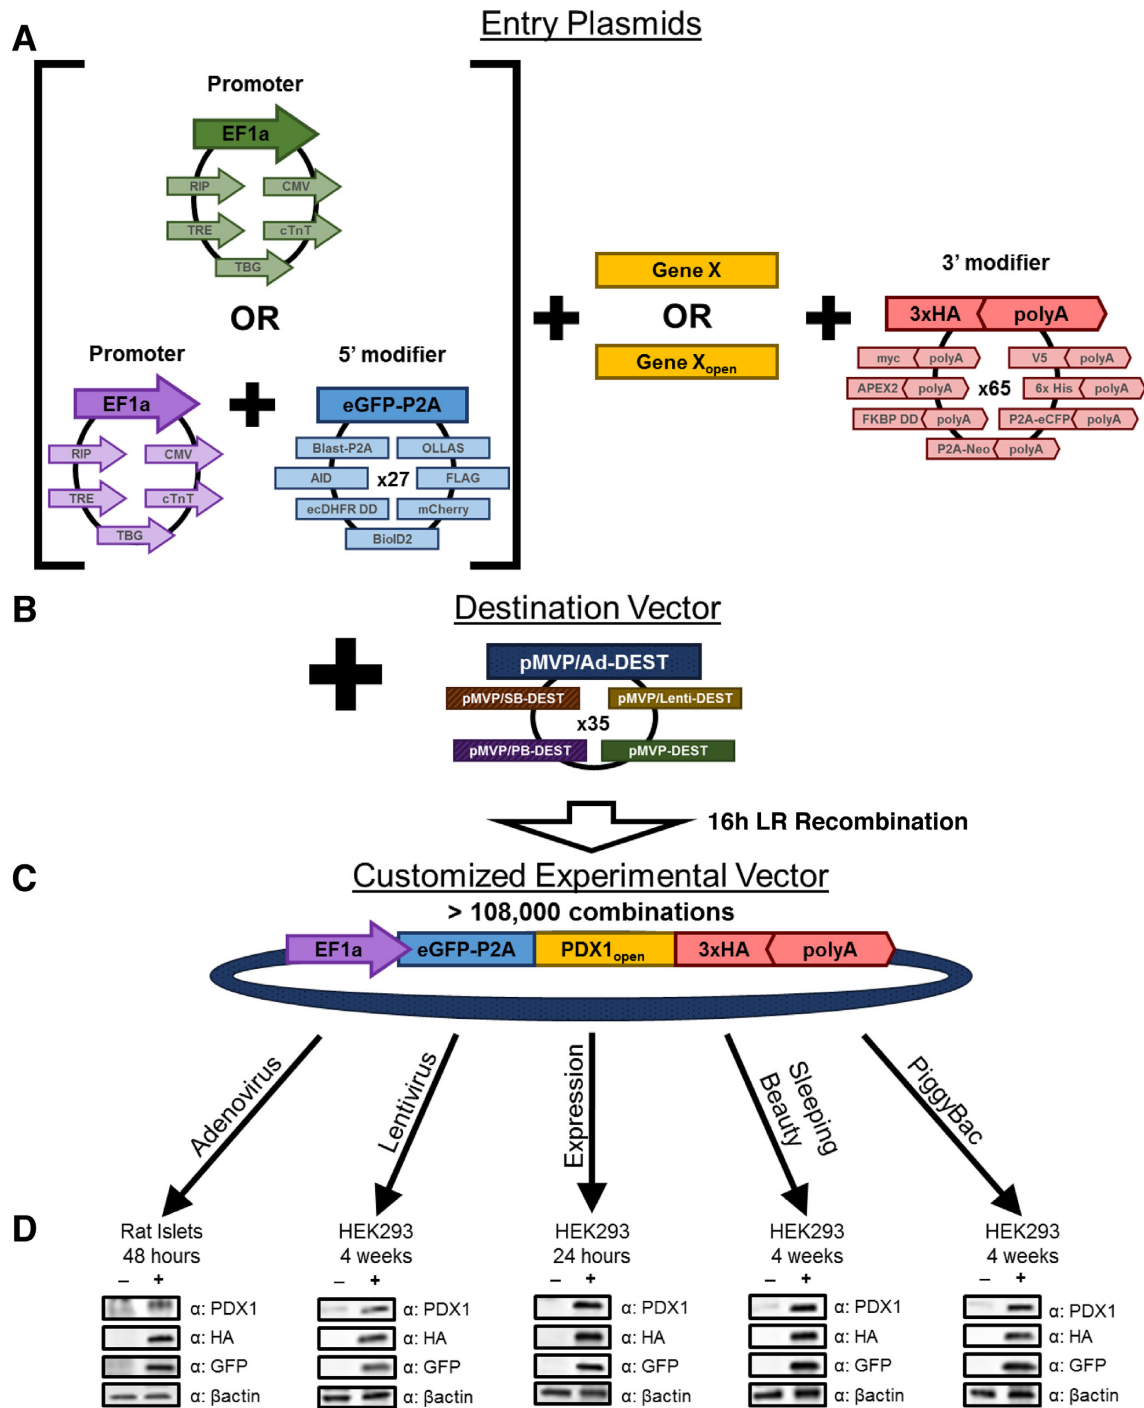 A
Entry Plasmids
Promoter
EF1a
RIP
CMV
TRE
cTnT
TBG
OR
Promoter
EF1a
RIP
CMV
TRE
cTnT
TBG
+
5’ modifier
eGFP-P2A
Blast-P2A
OLLAS
AID
x27
FLAG
ecDHFR DD
mCherry
BioID2
+
Gene X
OR
Gene Xopen
+
3’ modifier
3xHA
polyA
myc
polyA
V5
polyA
APEX2
polyA
x65
6x His
polyA
FKBP DD
polyA
P2A-eCFP
polyA
P2A-Neo
polyA
B
Destination Vector
+
pMVP/Ad-DEST
pMVP/SB-DEST
pMVP/Lenti-DEST
x35
pMVP/PB-DEST
pMVP-DEST
16h LR Recombination
C
Customized Experimental Vector
> 108,000 combinations
EF1a
eGFP-P2A
PDX1open
3xHA
polyA
Adenovirus
Lentivirus
Expression
Sleeping
Beauty
PiggyBac
D
Rat Islets
48 hours
– +
α: PDX1
α: HA
α: GFP
α: βactin
HEK293
4 weeks
– +
α: PDX1
α: HA
α: GFP
α: βactin
HEK293
24 hours
– +
α: PDX1
α: HA
α: GFP
α: βactin
HEK293
4 weeks
– +
α: PDX1
α: HA
α: GFP
α: βactin
HEK293
4 weeks
– +
α: PDX1
α: HA
α: GFP
α: βactin